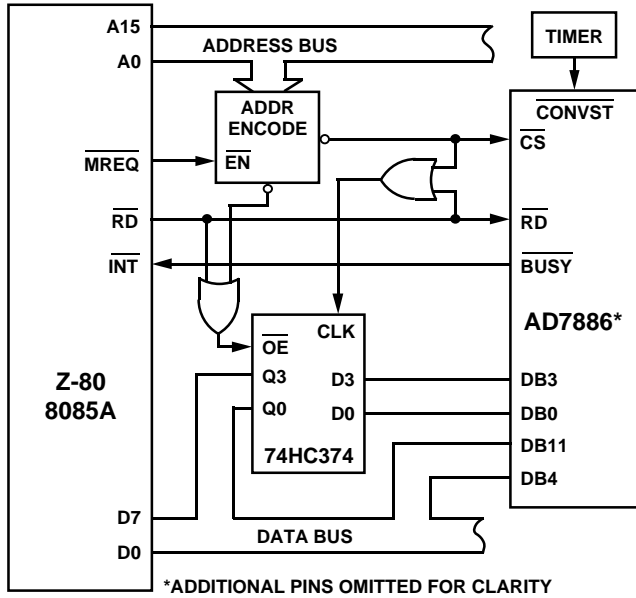 A15
ADDRESS BUS
A0
TIMER
ADDR
ENCODE
CONVST
CS
MREQ
EN
RD
RD
INT
BUSY
AD7886*
CLK
OE
Z-80
8085A
Q3
D3
DB3
Q0
D0
DB0
74HC374
DB11
DB4
D7
DATA BUS
D0
*ADDITIONAL PINS OMITTED FOR CLARITY